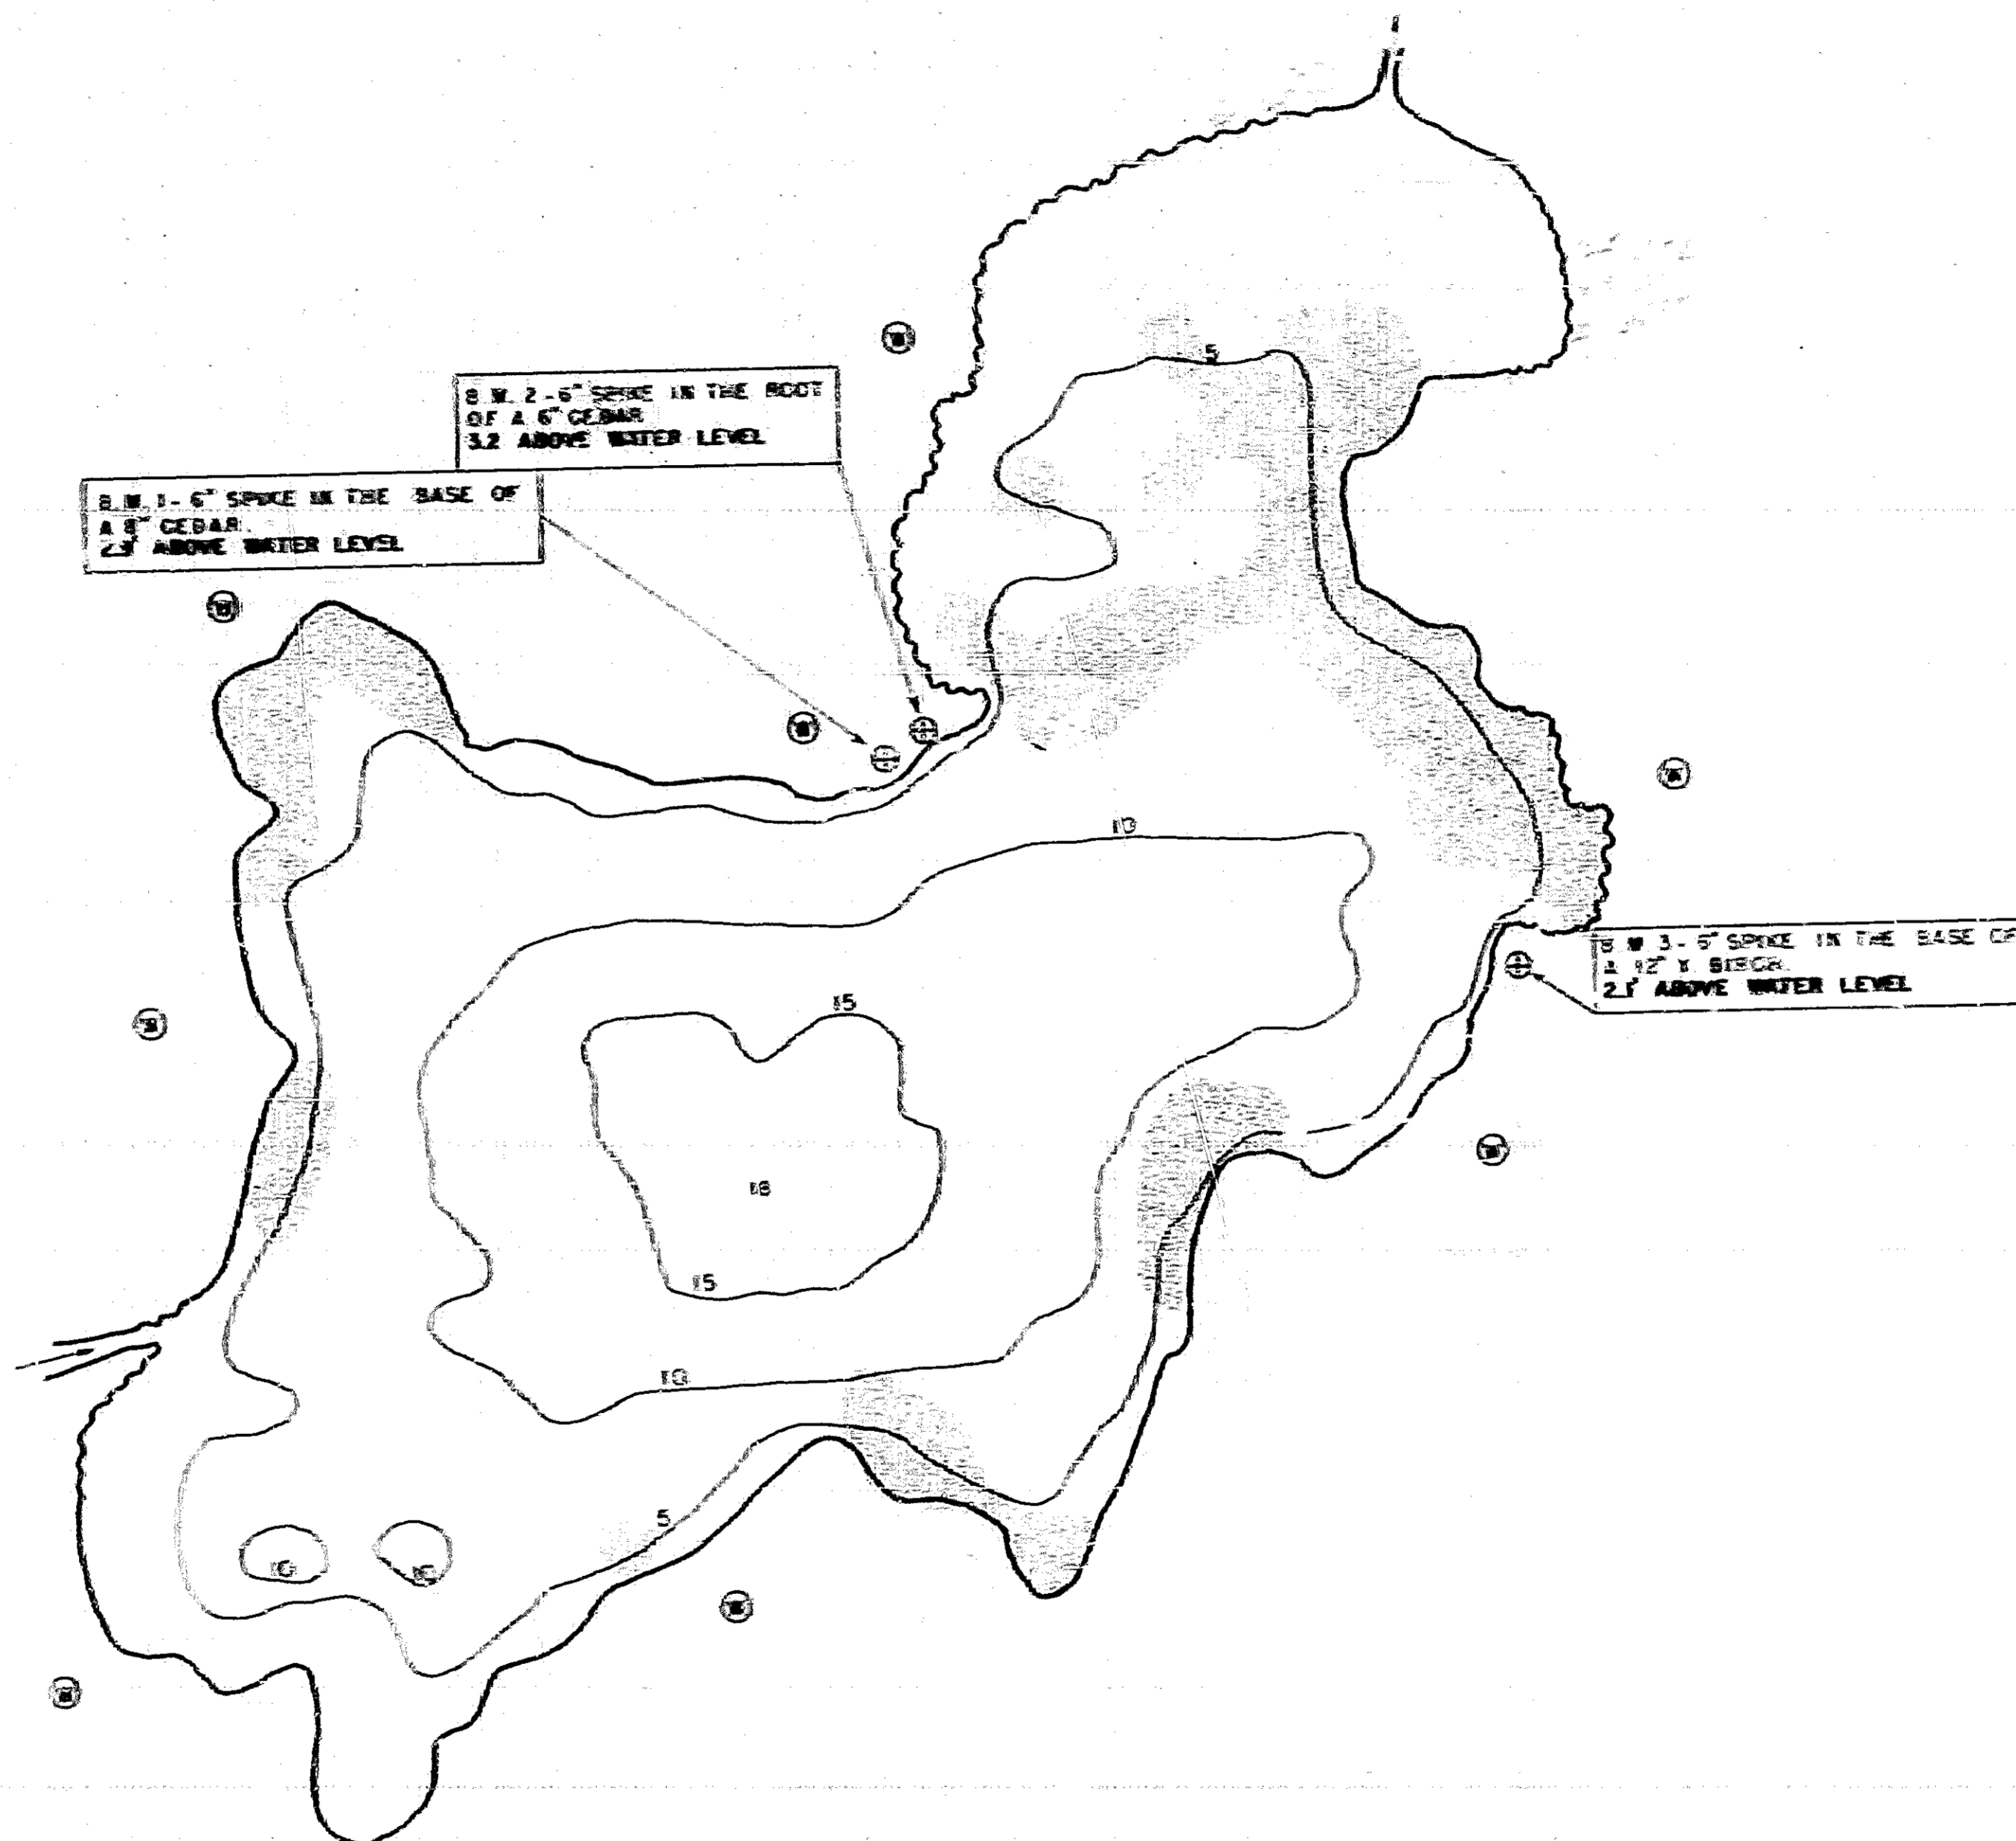 5
B.M. 2-6" SPIKE IN THE ROOT
OF A 6" CEDAR
3.2 ABOVE WATER LEVEL
B.M. 1-6" SPIKE IN THE BASE OF
A 8" CEDAR.
ABOVE WATER LEVEL
10
B.M. 3-6" SPIKE IN THE BASE OF
A 12" Y. BIRCH.
2.1' ABOVE WATER LEVEL
15
18
15
10
5
10
10